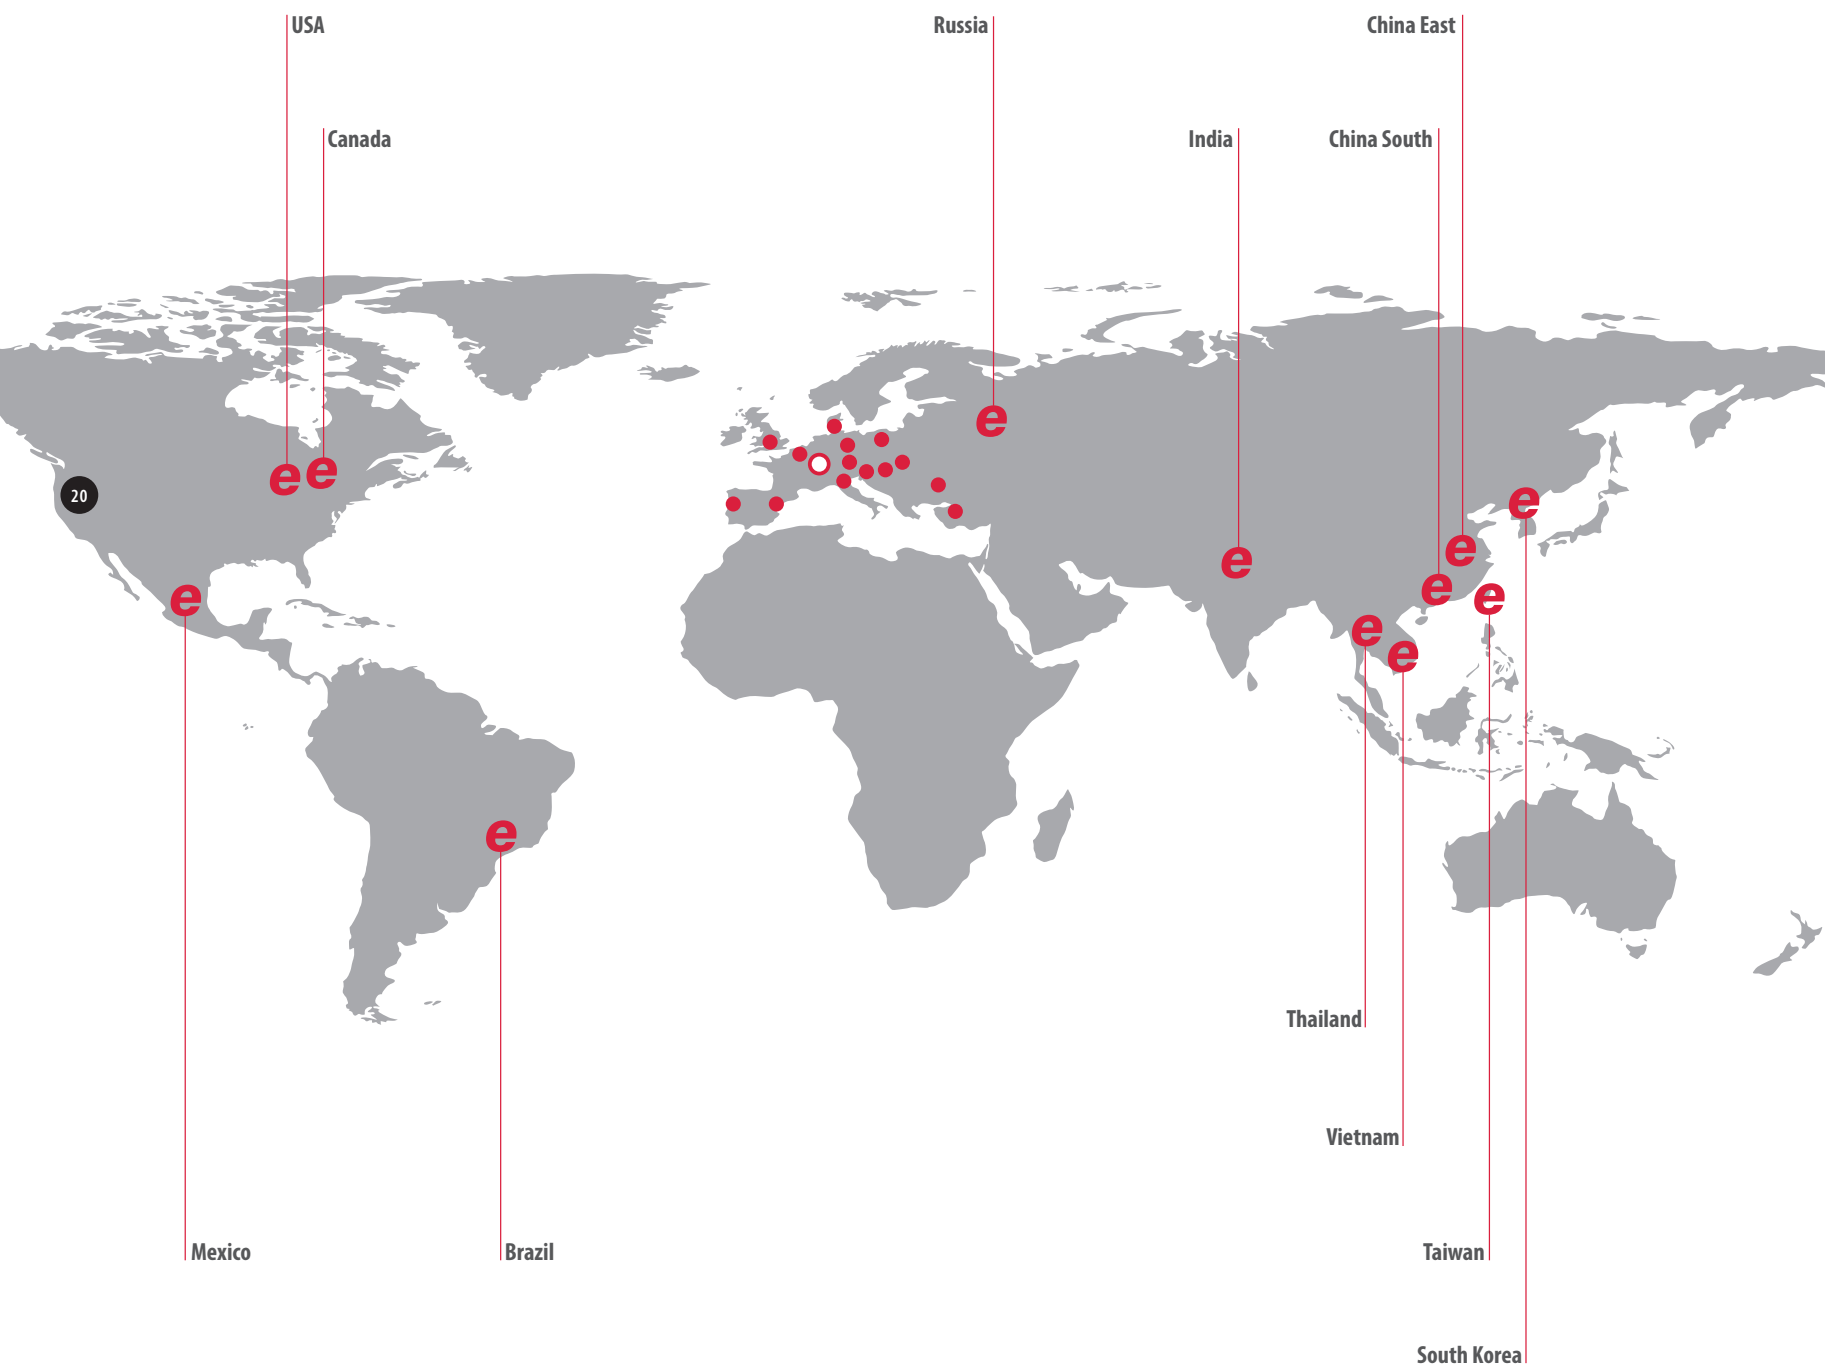 USA
Russia
China East
Canada
India
China South
e
e
e
20
e
e
e
e
e
e
e
e
e
e
Thailand
Vietnam
Mexico
Brazil
Taiwan
South Korea